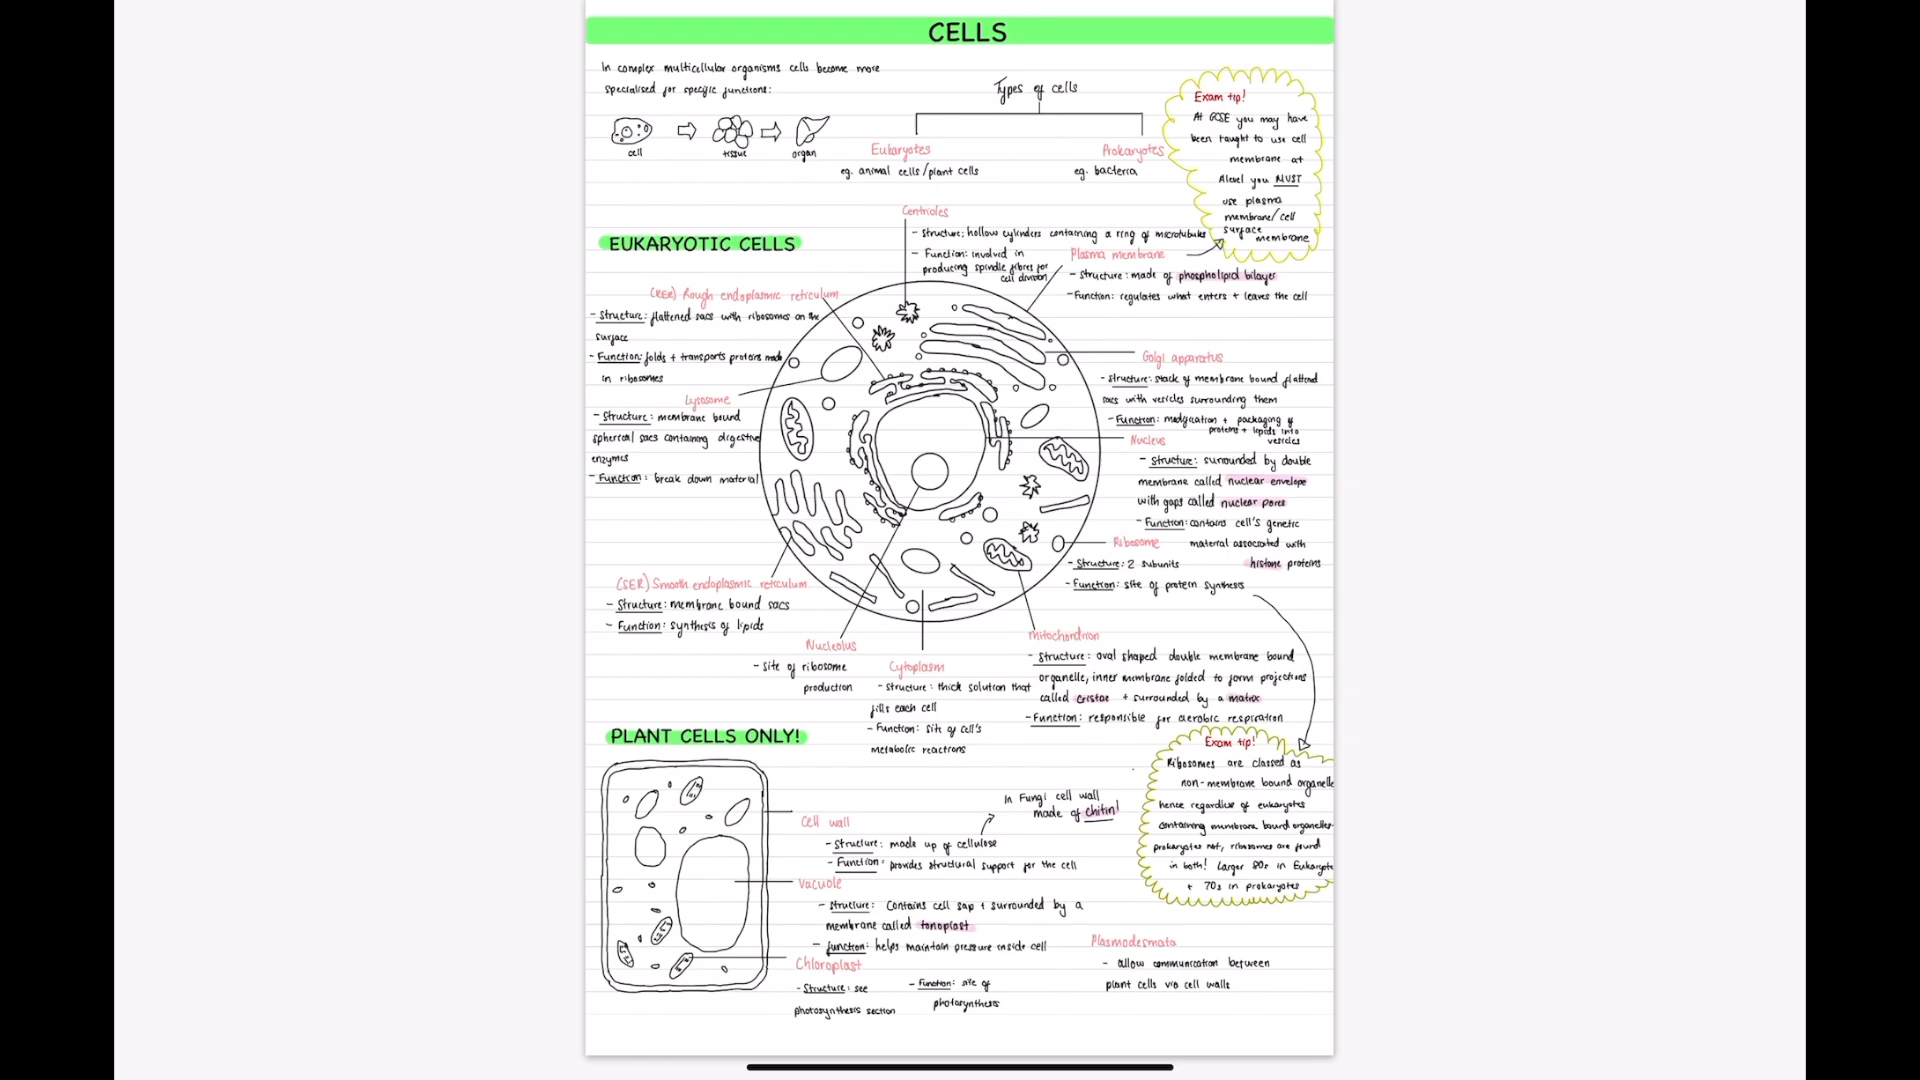 CELLS
In complex multicellular organisms cells become more
specialised for specific functions:
cell
tissue
organ
Types of cells
Eukaryotes
eg. animal cells/plant cells
Prokaryotes
eg. bacteria
Exam tip!
At GCSE you may have
been taught to use cell
membrane at
Alevel you MUST
use plasma
membrane/cell
surface
membrane
EUKARYOTIC CELLS
Centrioles
- Structure: hollow cylinders containing a ring of microtubules
- Function: involved in
producing spindle fibres for
cell division
Plasma membrane
- Structure: made of phospholipid bilayer
- Function: regulates what enters + leaves the cell
(RER) Rough endoplasmic reticulum
- Structure: flattened sacs with ribosomes on the
surface
- Function: folds + transports proteins made
in ribosomes
Lysosome
- Structure: membrane bound
spherical sacs containing digestive
enzymes
- Function: break down material
Golgi apparatus
- Structure: stack of membrane bound flattend
sacs with vesicles surrounding them
- Function: modification + packaging of
proteins + lipids into
vesicles
Nucleus
- Structure: surrounded by double
membrane called nuclear envelope
with gaps called nuclear pores
- Function: contains cell's genetic
material associated with
histone proteins
Ribosome
- Structure: 2 subunits
- Function: site of protein synthesis
(SER) Smooth endoplasmic reticulum
- Structure: membrane bound sacs
- Function: synthesis of lipids
Nucleolus
- Site of ribosome
production
Cytoplasm
- Structure: thick solution that
fills each cell
- Function: site of cell's
metabolic reactions
Mitochondrion
- Structure: oval shaped double membrane bound
organelle, inner membrane folded to form projections
called cristae + surrounded by a matrix
- Function: responsible for aerobic respiration
Exam tip!
Ribosomes are classed as
non-membrane bound organelle
hence regardless of eukaryotes
containing membrane bound organelles
prokaryotes not, ribosomes are found
in both! Larger 80s in Eukaryote
+ 70s in prokaryotes
PLANT CELLS ONLY!
Cell wall
- Structure: made up of cellulose
- Function: provides structural support for the cell
In Fungi cell wall
made of chitin!
Vacuole
- Structure: Contains cell sap + surrounded by a
membrane called tonoplast
- function: helps maintain pressure inside cell
Chloroplast
- Structure: see
photosynthesis section
- Function: site of
photosynthesis
Plasmodesmata
- allow communication between
plant cells via cell walls